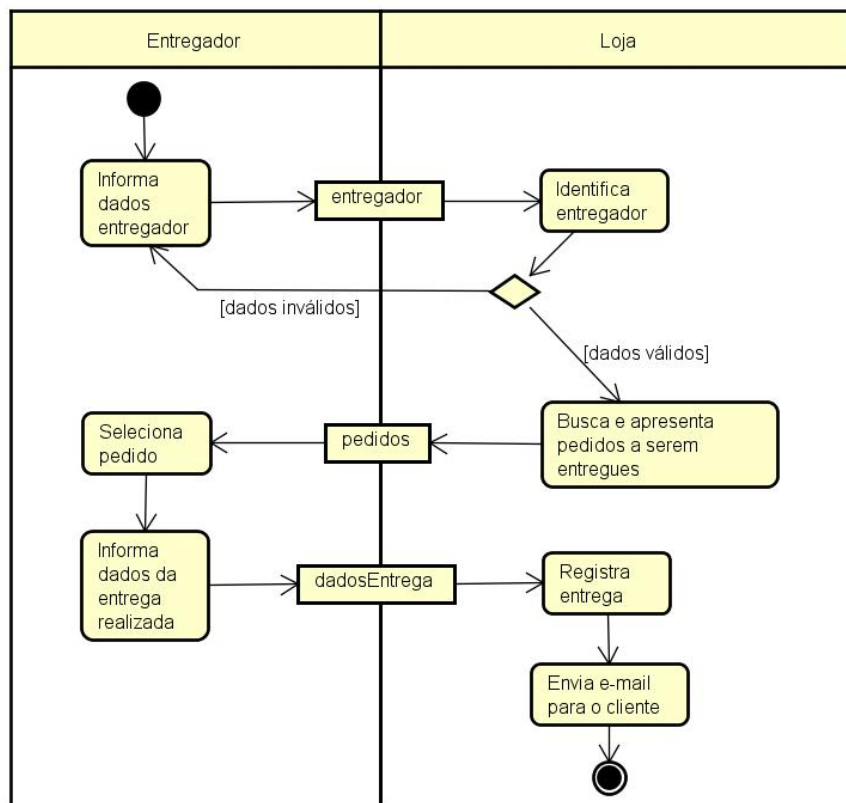 Entregador
Loja
Informa
dados
entregador
entregador
Identifica
entregador
[dados inválidos]
[dados válidos]
Seleciona
pedido
pedidos
Busca e apresenta
pedidos a serem
entregues
Informa
dados da
entrega
realizada
dadosEntrega
Registra
entrega
Envia e-mail
para o cliente